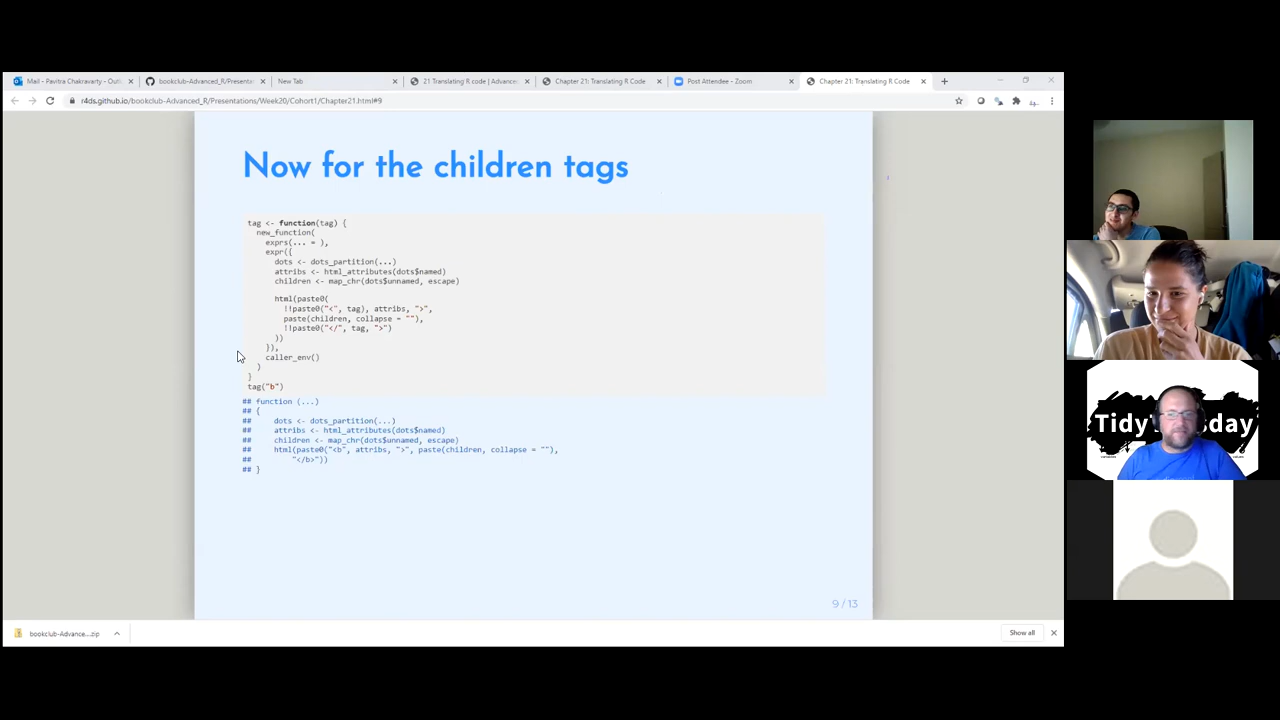 Mail - Pavitra Chakravarty - Outl
bookclub-Advanced_R/Presenta
New Tab
21 Translating R code | Advance
Chapter 21: Translating R Code
Post Attendee - Zoom
Chapter 21: Translating R Code
r4ds.github.io/bookclub-Advanced_R/Presentations/Week20/Cohort1/Chapter21.html#9
Now for the children tags
tag <- function(tag) {
  new_function(
    exprs(... = ),
    expr({
      dots <- dots_partition(...)
      attribs <- html_attributes(dots$named)
      children <- map_chr(dots$unnamed, escape)
      html(paste0(
        !!paste0("<", tag), attribs, ">",
        paste(children, collapse = ""),
        !!paste0("</", tag, ">")
      ))
    }),
    caller_env()
  )
}
tag("b")
## function (...)
## {
##     dots <- dots_partition(...)
##     attribs <- html_attributes(dots$named)
##     children <- map_chr(dots$unnamed, escape)
##     html(paste0("<b", attribs, ">", paste(children, collapse = ""),
##         "</b>"))
## }
9 / 13
bookclub-Advance....zip
Show all